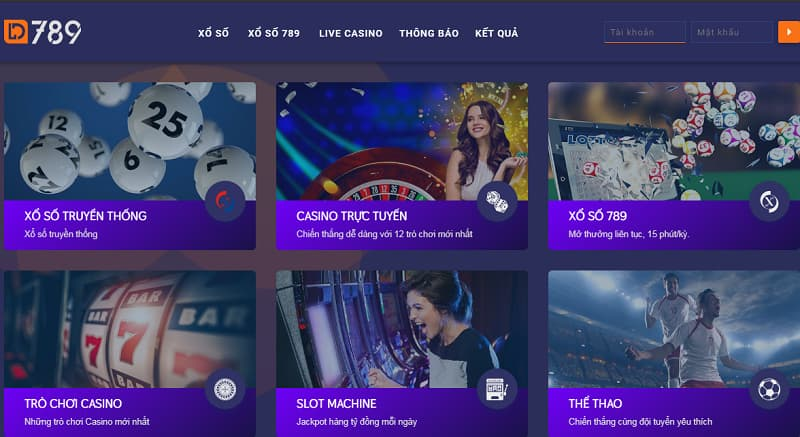 LD789
XỔ SỐ
XỔ SỐ 789
LIVE CASINO
THÔNG BÁO
KẾT QUẢ
Tài khoản
Mật khẩu
12
25
6
XỔ SỐ TRUYỀN THỐNG
Xổ số truyền thống
CASINO TRỰC TUYẾN
Chiến thắng dễ dàng với 12 trò chơi mới nhất
XỔ SỐ 789
Mở thưởng liên tục, 15 phút/kỳ.
BAR
BAR
BAR
7
7
7
TRÒ CHƠI CASINO
Những trò chơi Casino mới nhất
SLOT MACHINE
Jackpot hàng tỷ đồng mỗi ngày
THỂ THAO
Chiến thắng cùng đội tuyển yêu thích